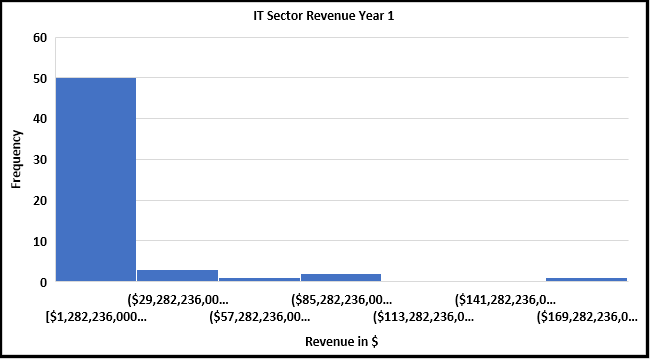 IT Sector Revenue Year 1
60
50
40
30
20
10
0
Frequency
($29,282,236,00... ($85,282,236,00... ($141,282,236,0...
[$1,282,236,000... ($57,282,236,00... ($113,282,236,0... ($169,282,236,0...
Revenue in $